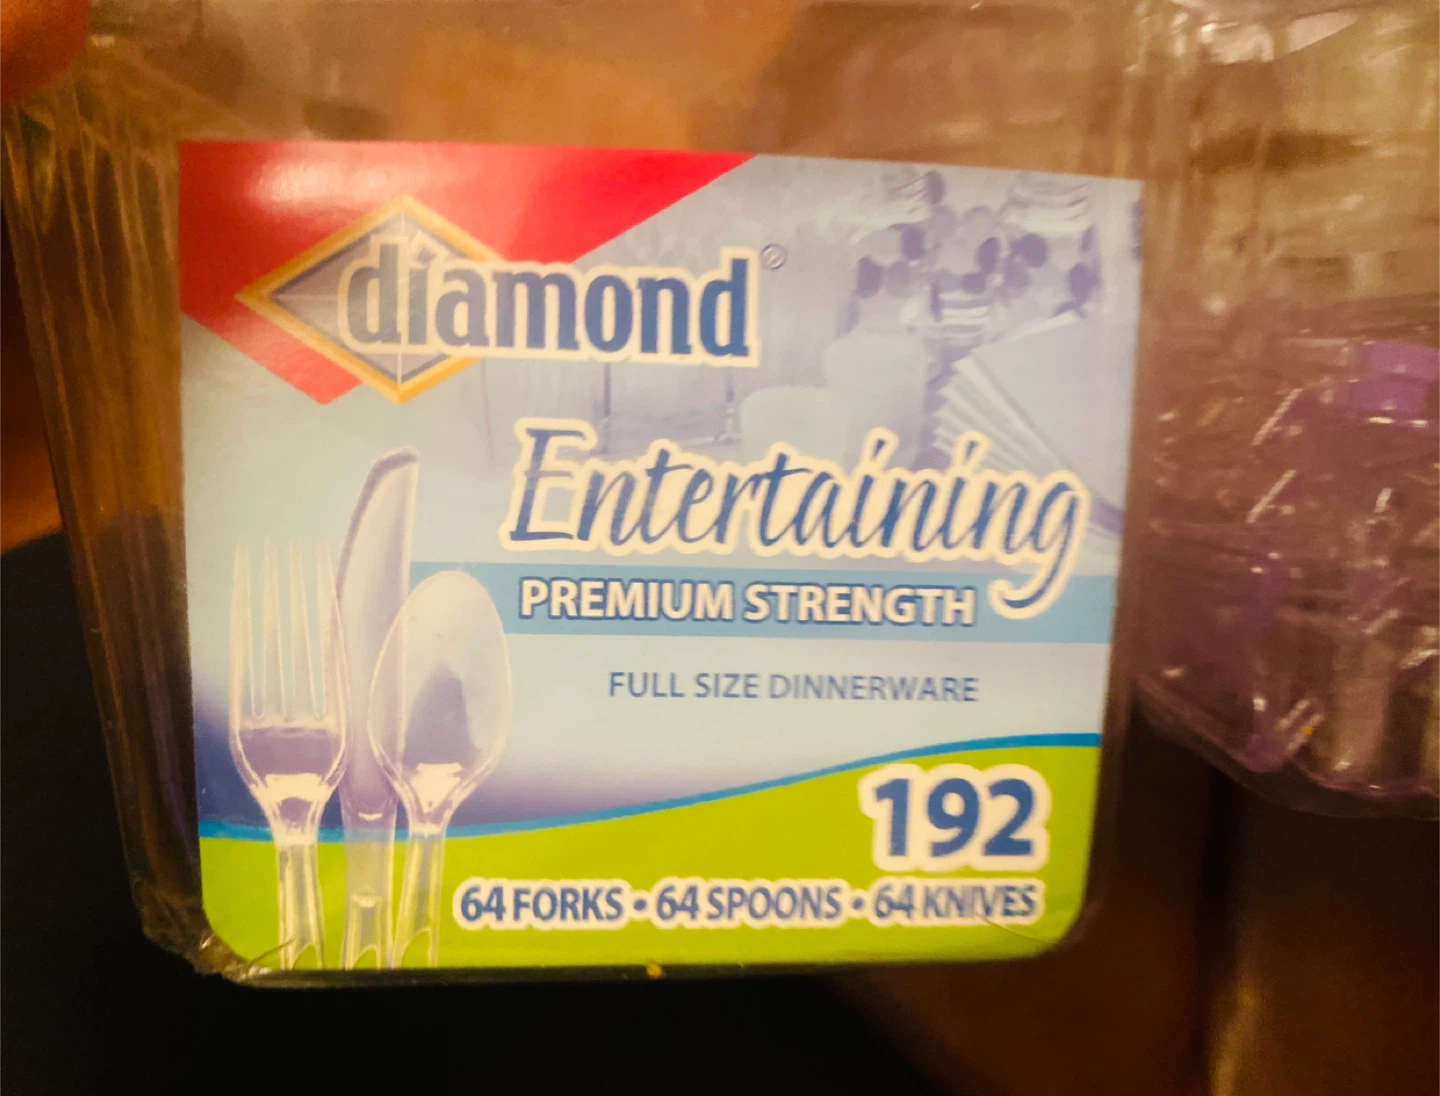 diamond®
Entertaining
PREMIUM STRENGTH
FULL SIZE DINNERWARE
192
64 FORKS • 64 SPOONS • 64 KNIVES